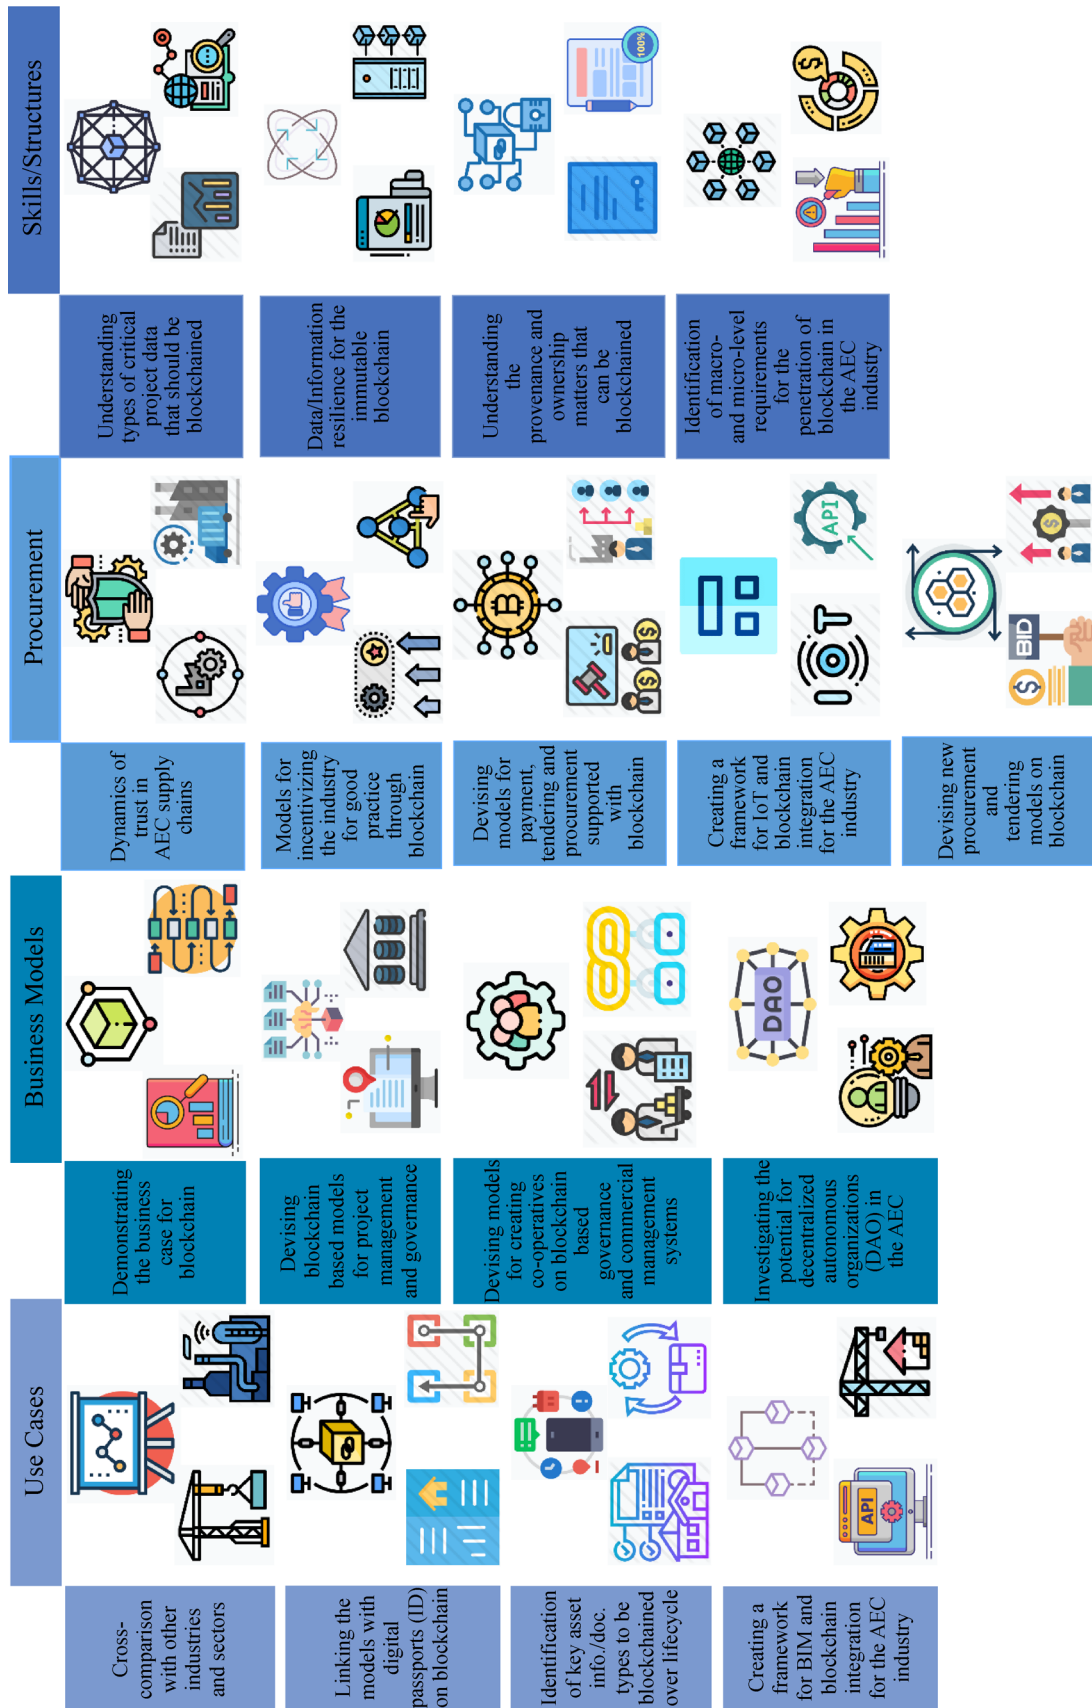 Use Cases
Cross-
comparison
with other
industries
and sectors
Linking the
models with
digital
passports (ID)
on blockchain
Identification
of key asset
info./doc.
types to be
blockchained
over lifecycle
Creating a
framework
for BIM and
blockchain
integration
for the AEC
industry
API
Business Models
Demonstrating
the business
case for
blockchain
Devising
blockchain
based models
for project
management
and governance
Devising models
for creating
co-operatives
on blockchain
based
governance
and commercial
management
systems
Investigating the
potential for
decentralized
autonomous
organizations
(DAO) in
the AEC
DAO
Procurement
Dynamics of
trust in
AEC supply
chains
Models for
incentivizing
the industry
for good
practice
through
blockchain
Devising
models for
payment,
tendering and
procurement
supported
with
blockchain
B
$
$
Creating a
framework
for IoT and
blockchain
integration
for the AEC
industry
IOT
API
Devising new
procurement
and
tendering
models on
blockchain
$
BID
$
Skills/Structures
Understanding
types of critical
project data
that should be
blockchained
Data/Information
resilience for the
immutable
blockchain
Understanding
the
provenance and
ownership
matters that
can be
blockchained
100%
Identification
of macro-
and micro-level
requirements
for the
penetration of
blockchain in
the AEC
industry
$